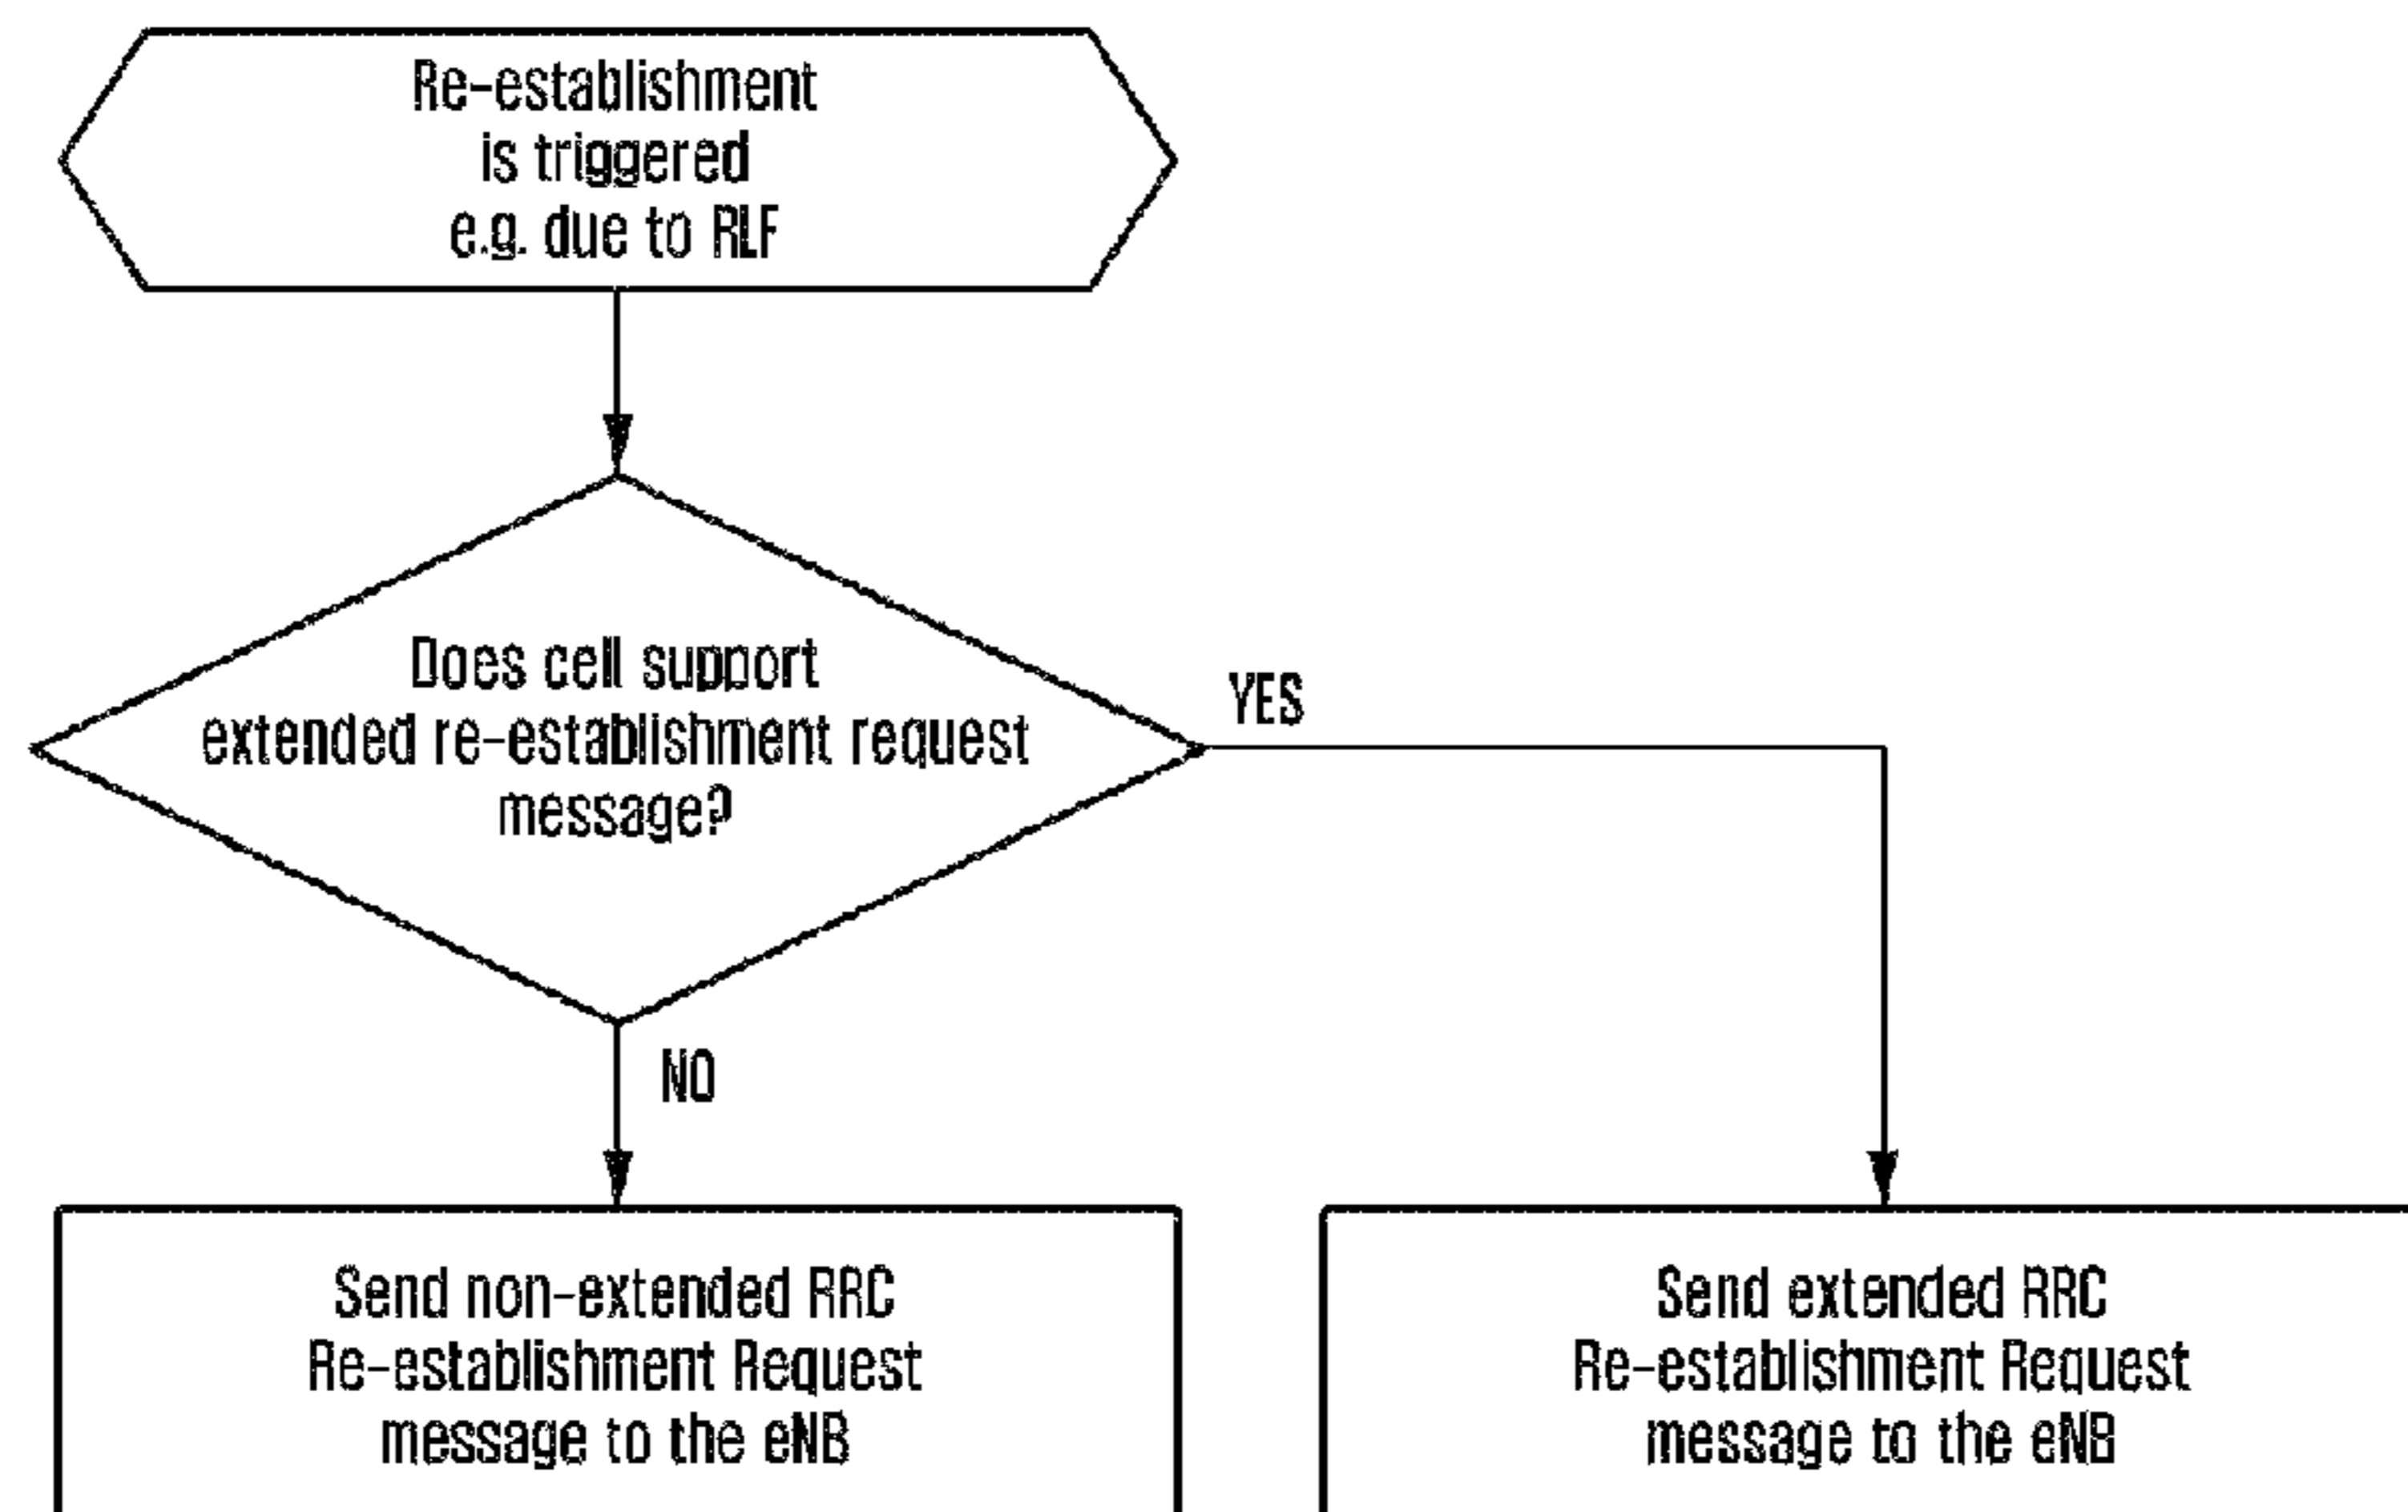 Re-establishment
is triggered
e.g. due to RLF
Does cell support
extended re-establishment request
message?
YES
NO
Send non-extended RRC
Re-establishment Request
message to the eNB
Send extended RRC
Re-establishment Request
message to the eNB